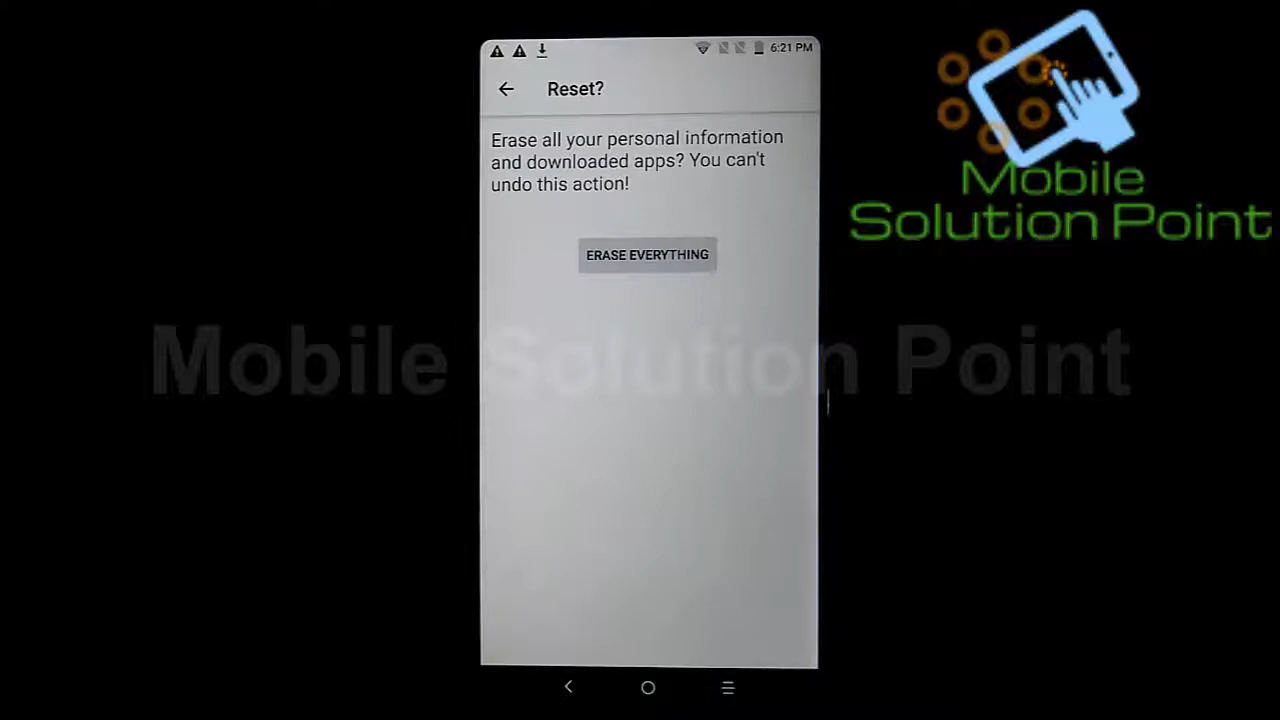 6:21 PM
Reset?
Erase all your personal information
and downloaded apps? You can't
undo this action!
ERASE EVERYTHING
Mobile
Solution Point
Mobile Solution Point